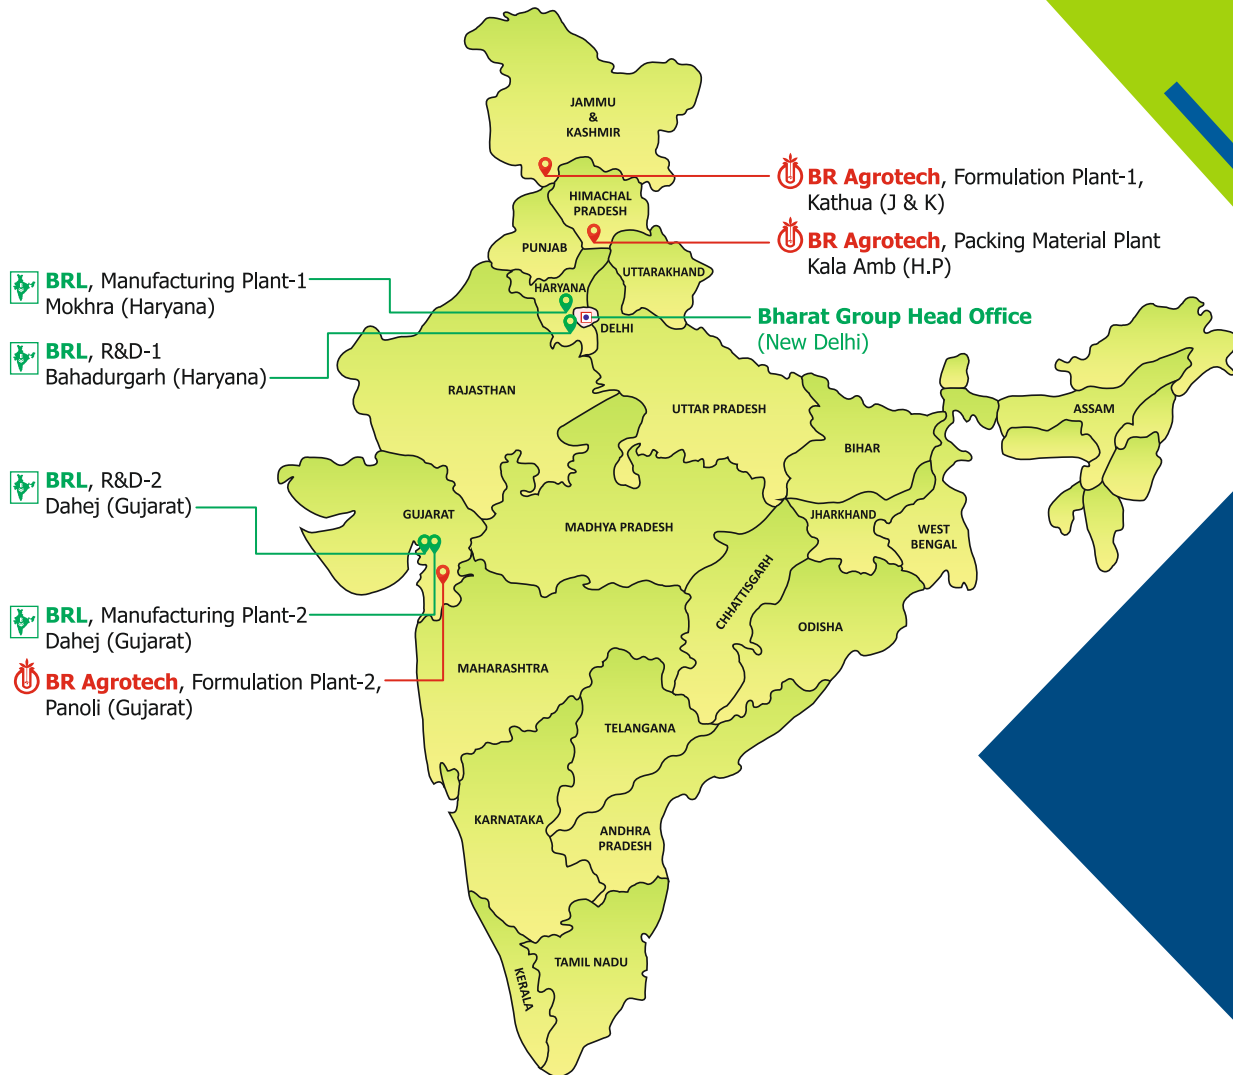 JAMMU
&
KASHMIR
BR Agrotech, Formulation Plant-1,
Kathua (J & K)
HIMACHAL
PRADESH
BR Agrotech, Packing Material Plant
Kala Amb (H.P)
PUNJAB
UTTARAKHAND
BRL, Manufacturing Plant-1
Mokhra (Haryana)
HARYANA
DELHI
Bharat Group Head Office
(New Delhi)
BRL, R&D-1
Bahadurgarh (Haryana)
RAJASTHAN
UTTAR PRADESH
ASSAM
BIHAR
BRL, R&D-2
Dahej (Gujarat)
GUJARAT
MADHYA PRADESH
JHARKHAND
WEST
BENGAL
CHHATTISGARH
BRL, Manufacturing Plant-2
Dahej (Gujarat)
ODISHA
MAHARASHTRA
BR Agrotech, Formulation Plant-2,
Panoli (Gujarat)
TELANGANA
KARNATAKA
ANDHRA
PRADESH
TAMIL NADU
KERALA